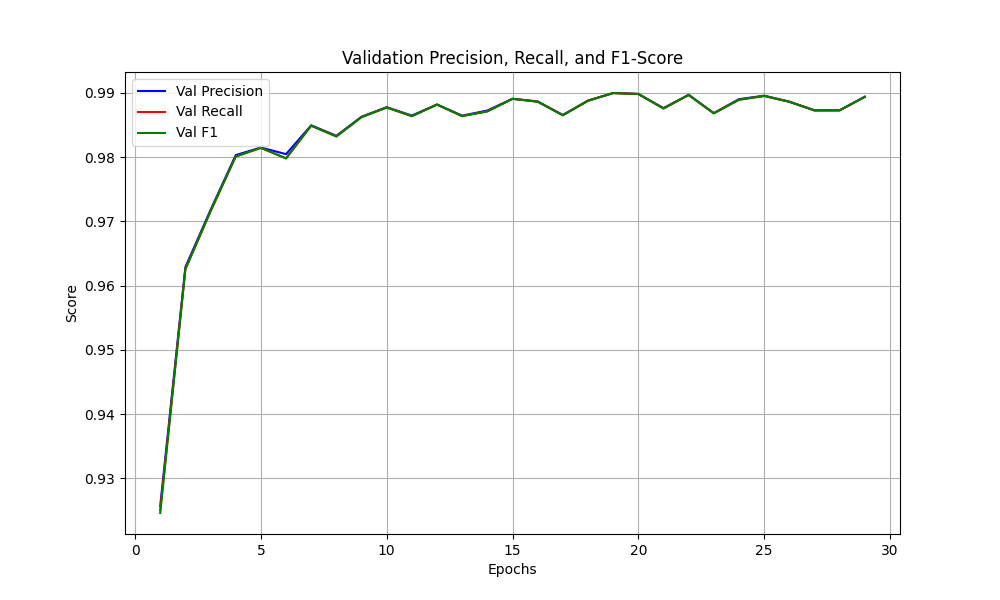 Validation Precision, Recall, and F1-Score
Val Precision
Val Recall
Val F1
0.99
0.98
0.97
0.96
0.95
0.94
0.93
Score
0 5 10 15 20 25 30
Epochs